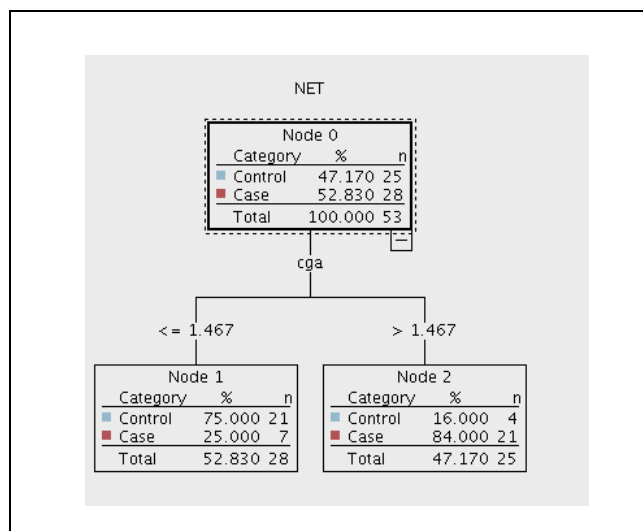 NET
Node 0
Category % n
Control 47.170 25
Case 52.830 28
Total 100.000 53
cga
<= 1.467
> 1.467
Node 1
Category % n
Control 75.000 21
Case 25.000 7
Total 52.830 28
Node 2
Category % n
Control 16.000 4
Case 84.000 21
Total 47.170 25